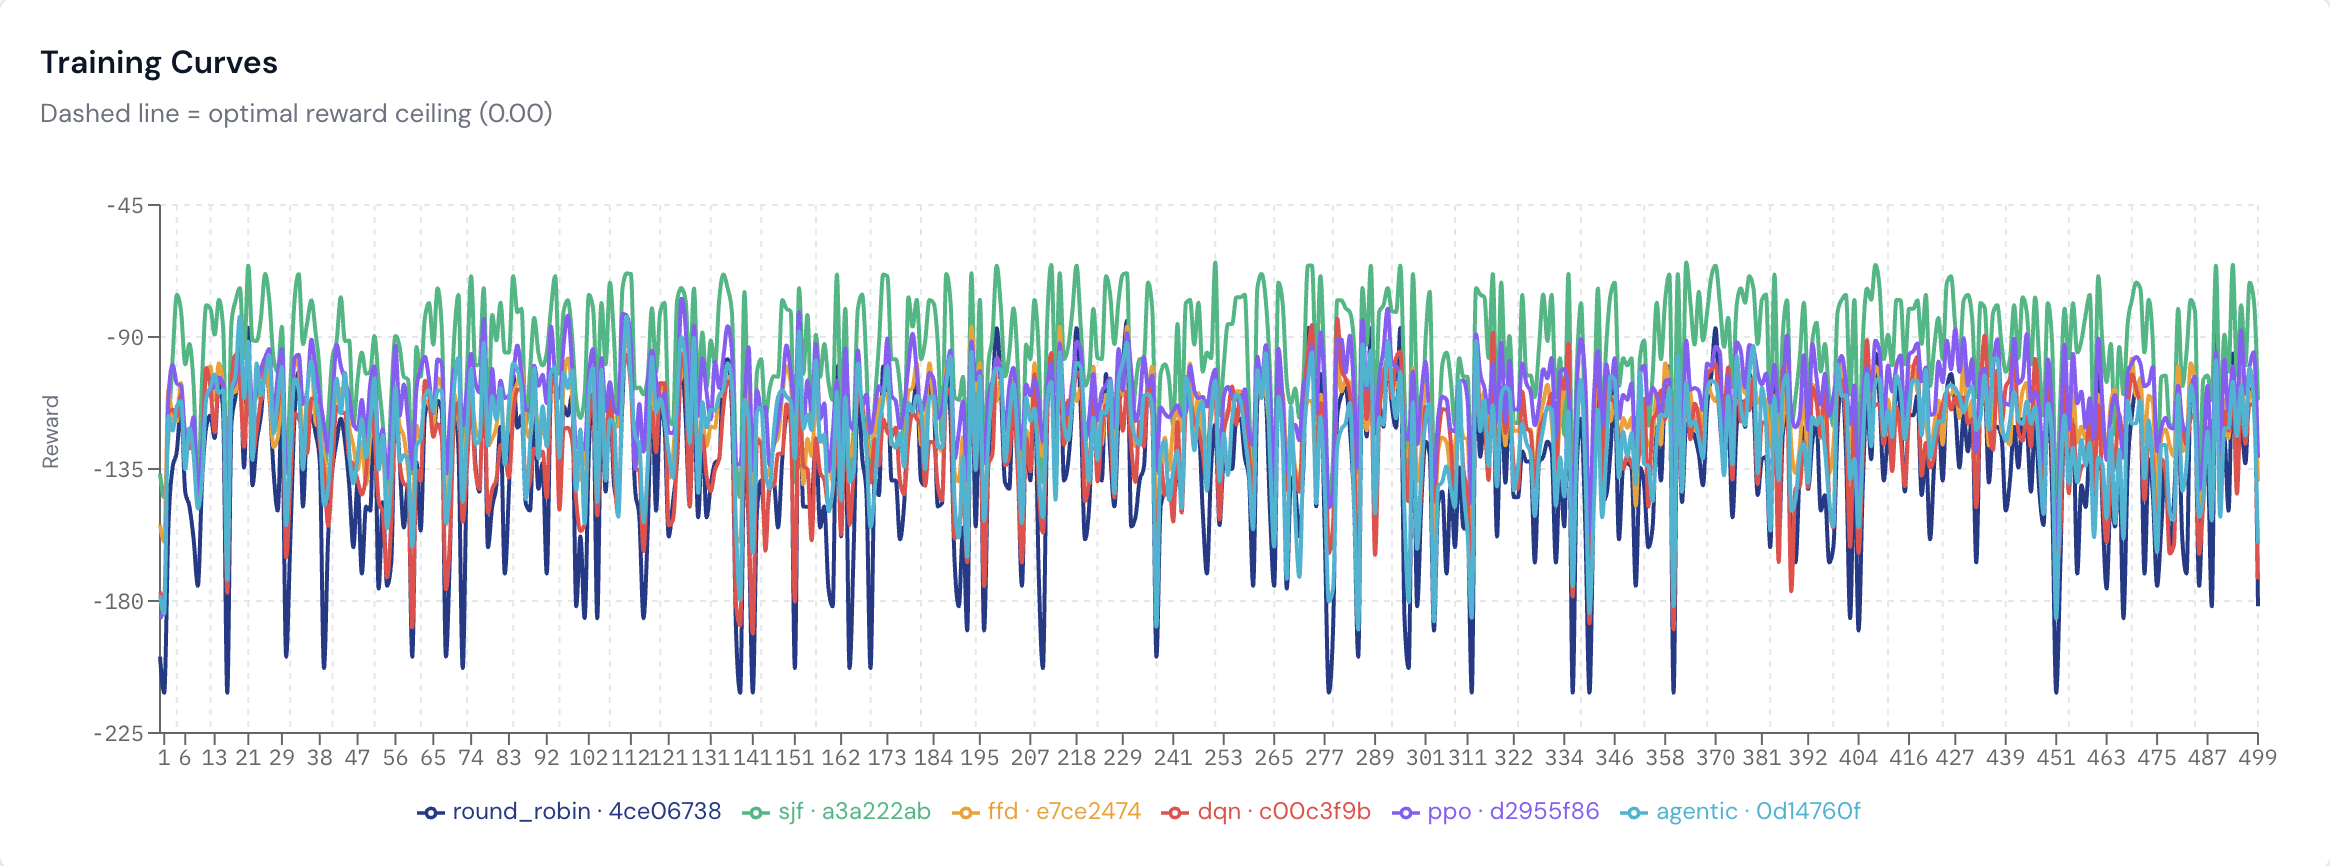 Training Curves
Dashed line = optimal reward ceiling (0.00)
-45
-90
-135
-180
-225
Reward
1 6 13 21 29 38 47 56 65 74 83 92 102 112 121 131 141 151 162 173 184 195 207 218 229 241 253 265 277 289 301 311 322 334 346 358 370 381 392 404 416 427 439 451 463 475 487 499
round_robin · 4ce06738 sjf · a3a222ab ffd · e7ce2474 dqn · c00c3f9b ppo · d2955f86 agentic · 0d14760f